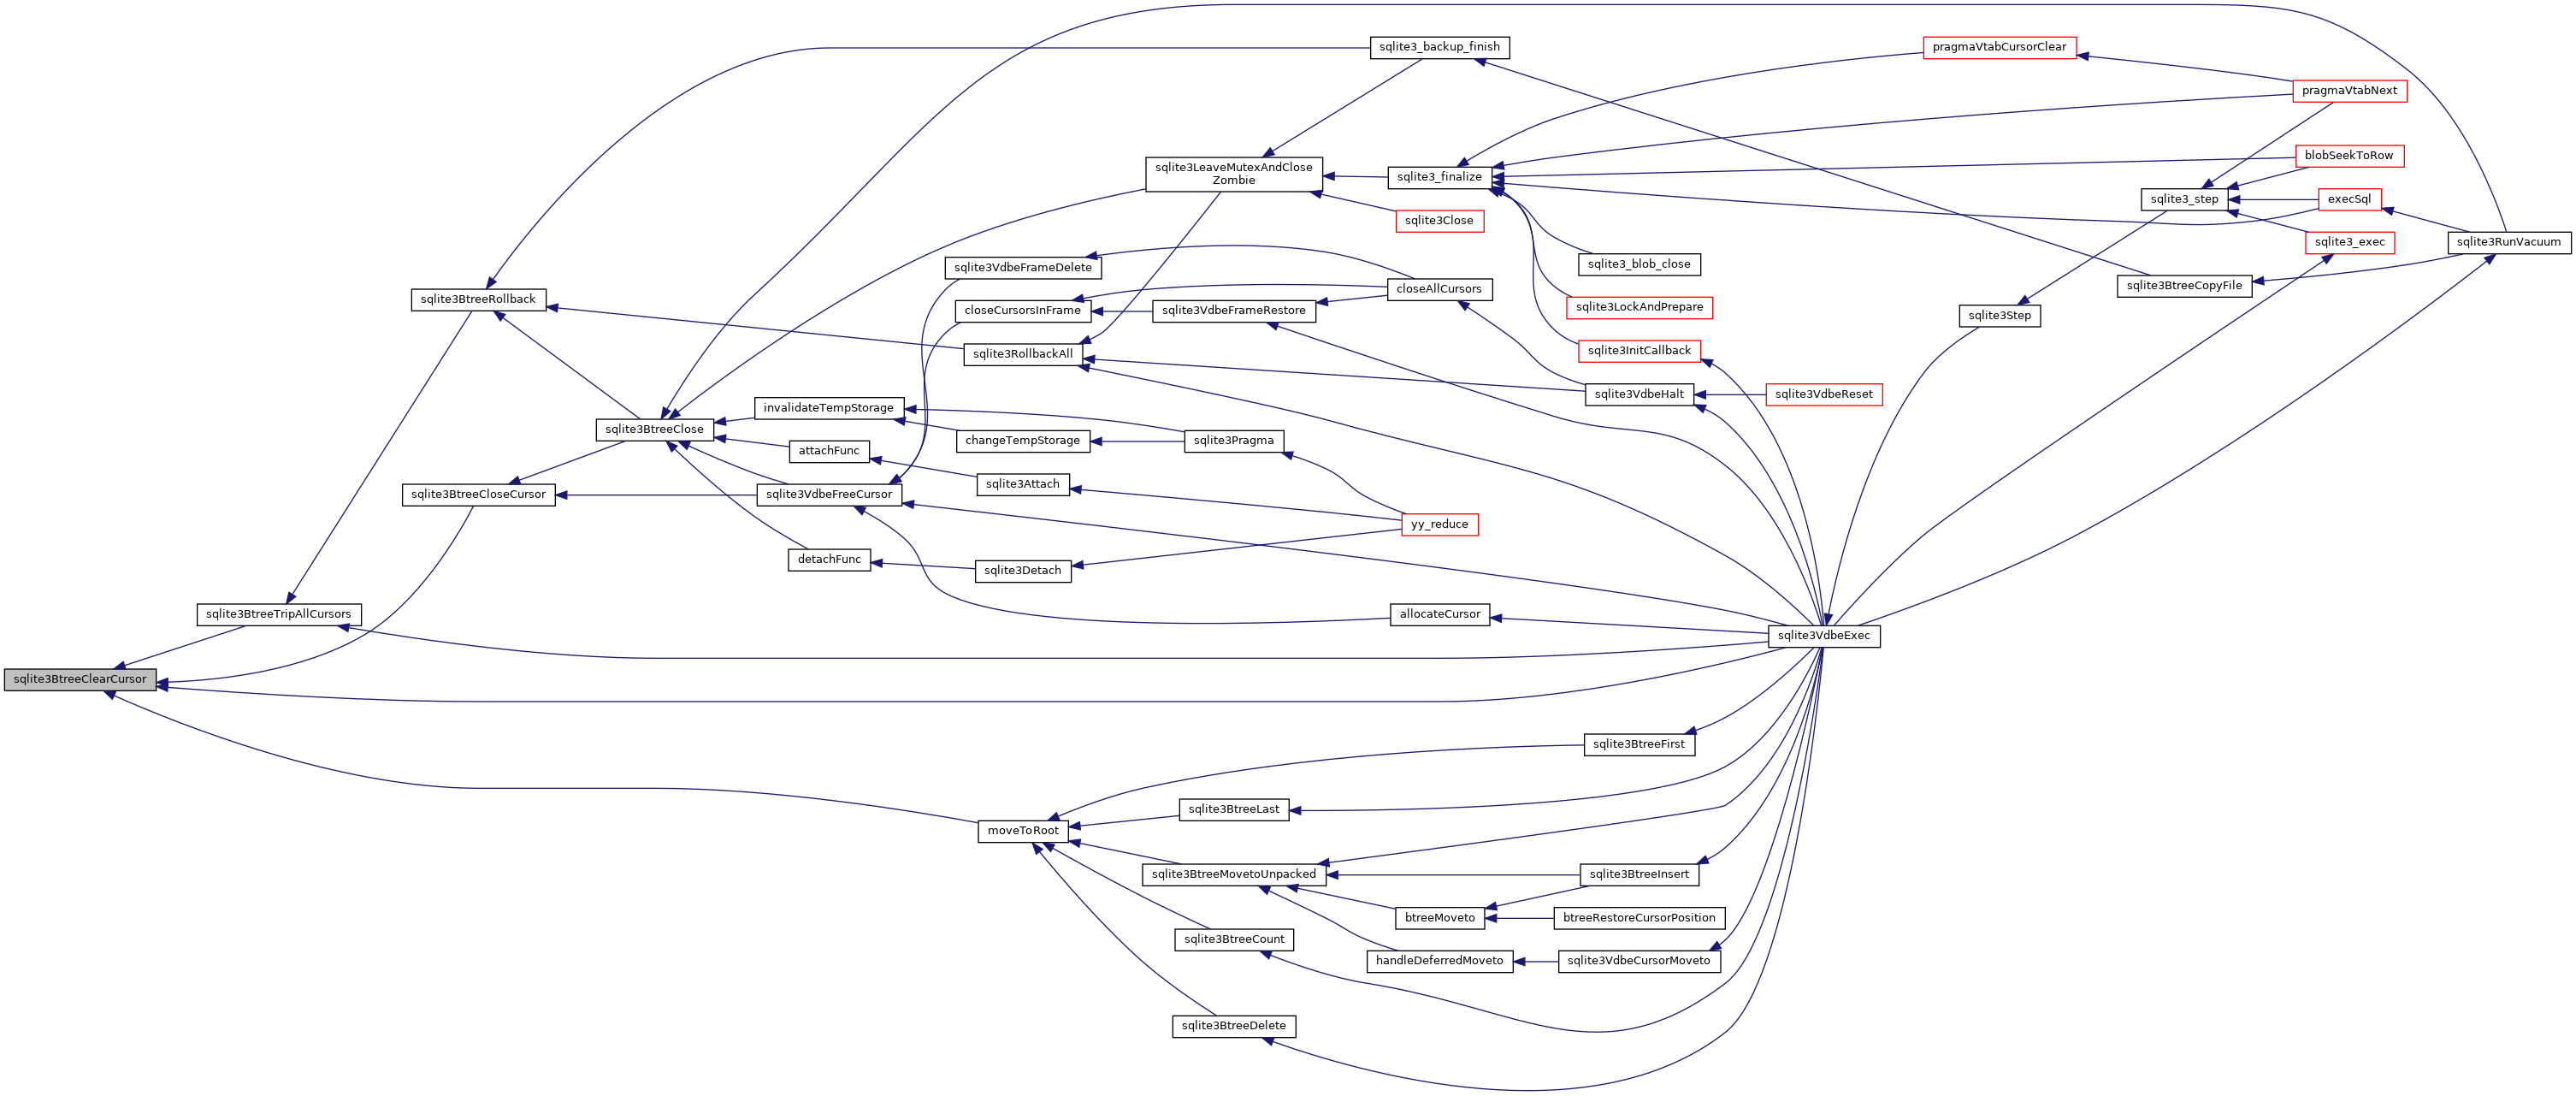 sqlite3BtreeClearCursor
sqlite3BtreeTripAllCursors
sqlite3BtreeRollback
sqlite3BtreeCloseCursor
sqlite3BtreeClose
invalidateTempStorage
attachFunc
sqlite3VdbeFreeCursor
detachFunc
sqlite3VdbeFrameDelete
closeCursorsInFrame
sqlite3RollbackAll
changeTempStorage
sqlite3Attach
sqlite3Detach
moveToRoot
sqlite3LeaveMutexAndClose
Zombie
sqlite3VdbeFrameRestore
sqlite3Pragma
sqlite3BtreeLast
sqlite3BtreeMovetoUnpacked
sqlite3BtreeCount
sqlite3BtreeDelete
sqlite3_backup_finish
sqlite3_finalize
sqlite3Close
closeAllCursors
yy_reduce
allocateCursor
btreeMoveto
handleDeferredMoveto
sqlite3_blob_close
sqlite3LockAndPrepare
sqlite3InitCallback
sqlite3VdbeHalt
sqlite3BtreeFirst
sqlite3BtreeInsert
btreeRestoreCursorPosition
sqlite3VdbeCursorMoveto
sqlite3VdbeReset
sqlite3VdbeExec
pragmaVtabCursorClear
sqlite3Step
sqlite3_step
sqlite3BtreeCopyFile
pragmaVtabNext
blobSeekToRow
execSql
sqlite3_exec
sqlite3RunVacuum